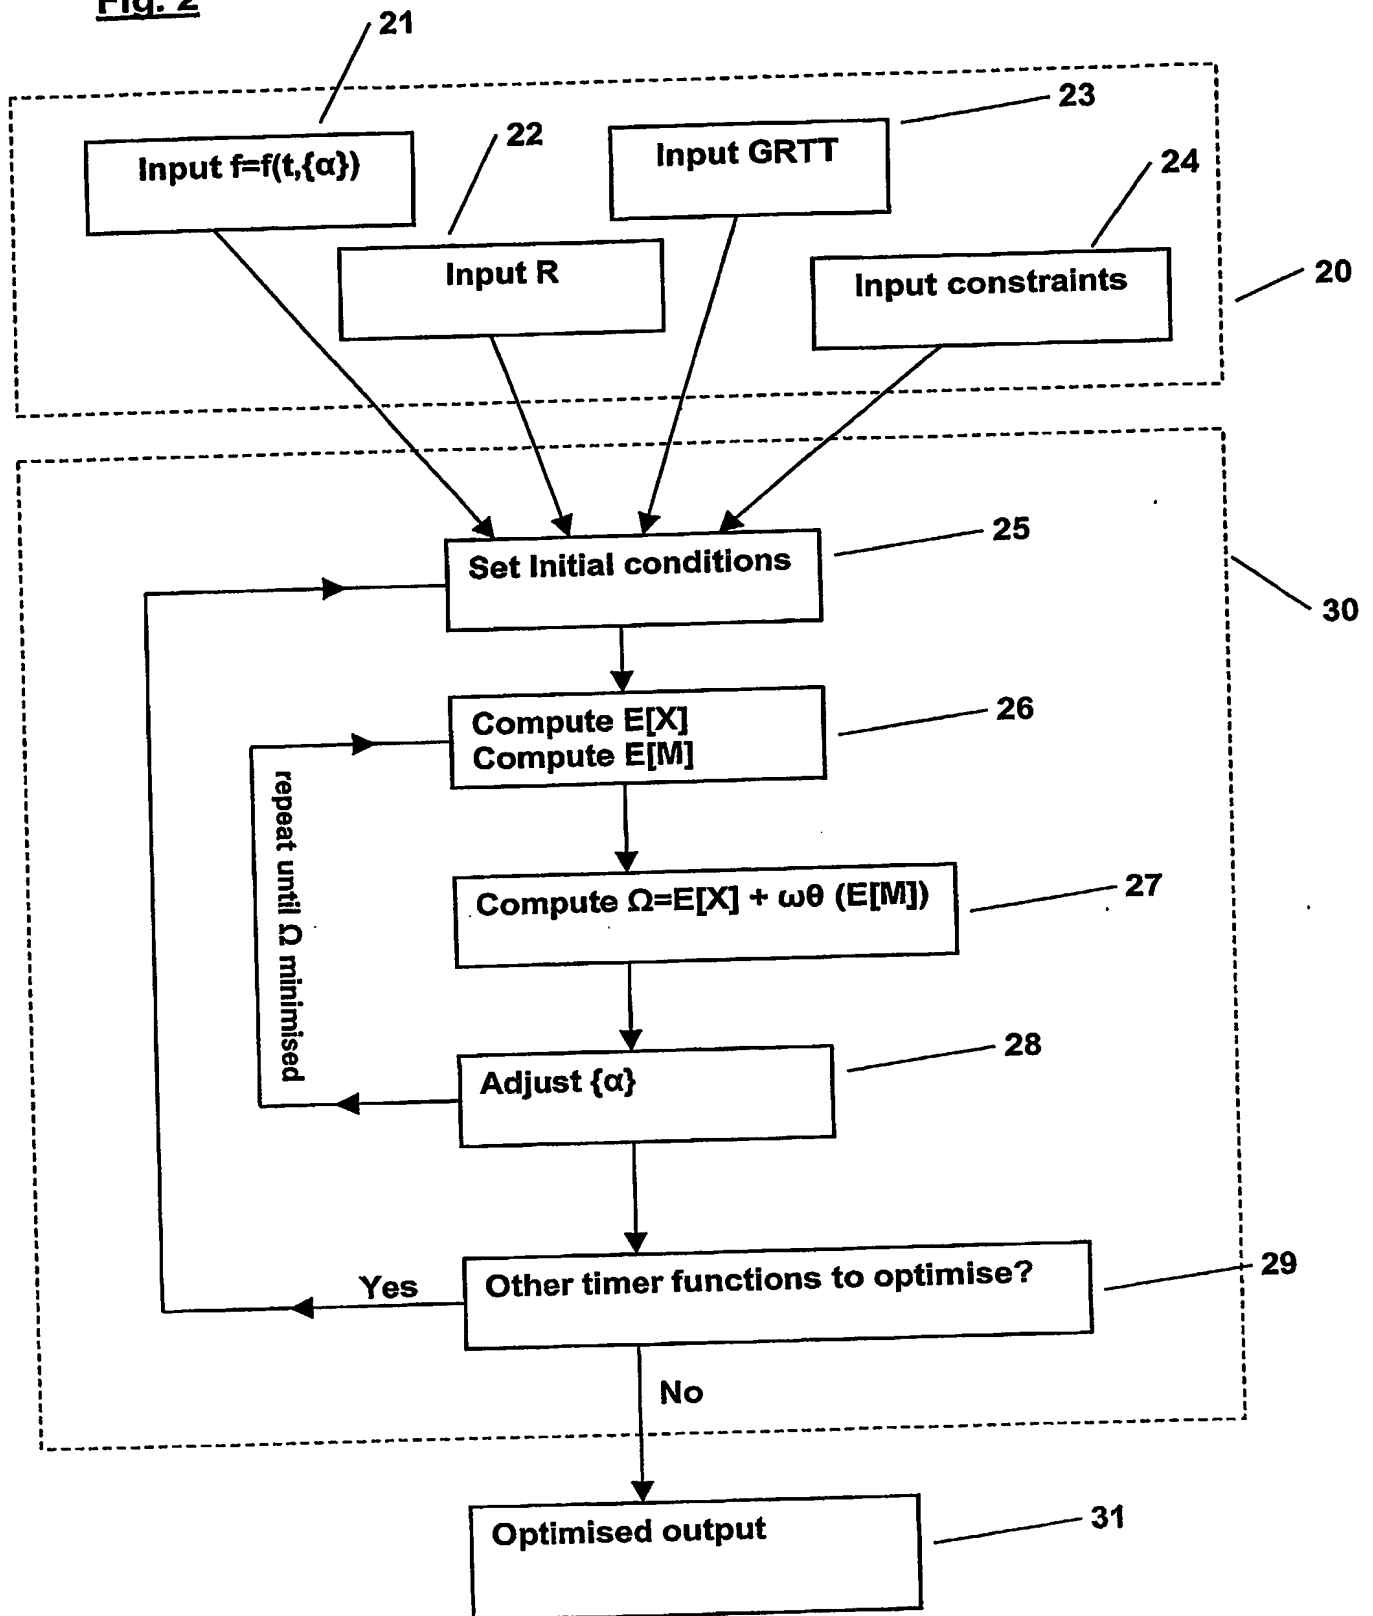 Fig. 2
21
Input f=f(t,{α})
22
Input R
Input GRTT
23
24
Input constraints
20
Set Initial conditions
25
30
Compute E[X]
Compute E[M]
26
repeat until Ω minimised
Compute Ω=E[X] + ωθ (E[M])
27
Adjust {α}
28
Other timer functions to optimise?
29
Yes
No
Optimised output
31